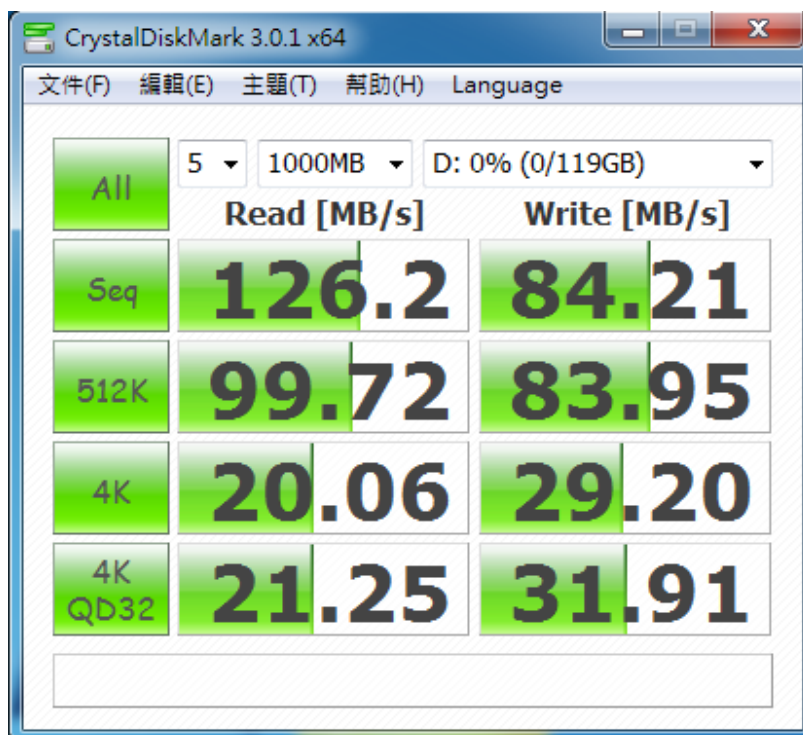 CrystalDiskMark 3.0.1 x64
文件(F) 編輯(E) 主題(T) 幫助(H) Language
All 5 1000MB D: 0% (0/119GB)
Read [MB/s] Write [MB/s]
Seq 126.2 84.21
512K 99.72 83.95
4K 20.06 29.20
4K QD32 21.25 31.91